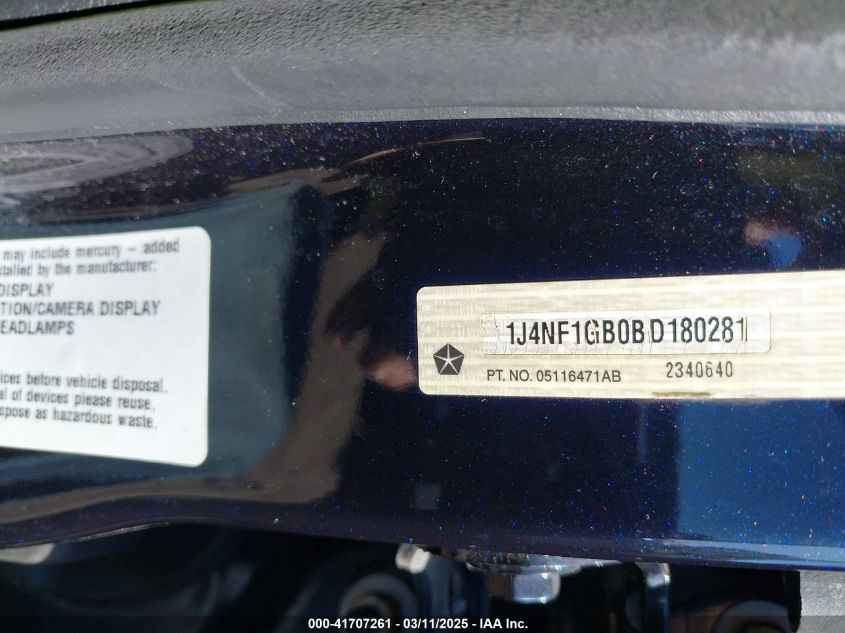 may include mercury – added
stalled by the manufacturer:
DISPLAY
TION/CAMERA DISPLAY
EADLAMPS
ices before vehicle disposal.
al of devices please reuse,
spose as hazardous waste.
1J4NF1GB0BD180281
PT. NO. 05116471AB 2340640
000-41707261 - 03/11/2025 - IAA Inc.